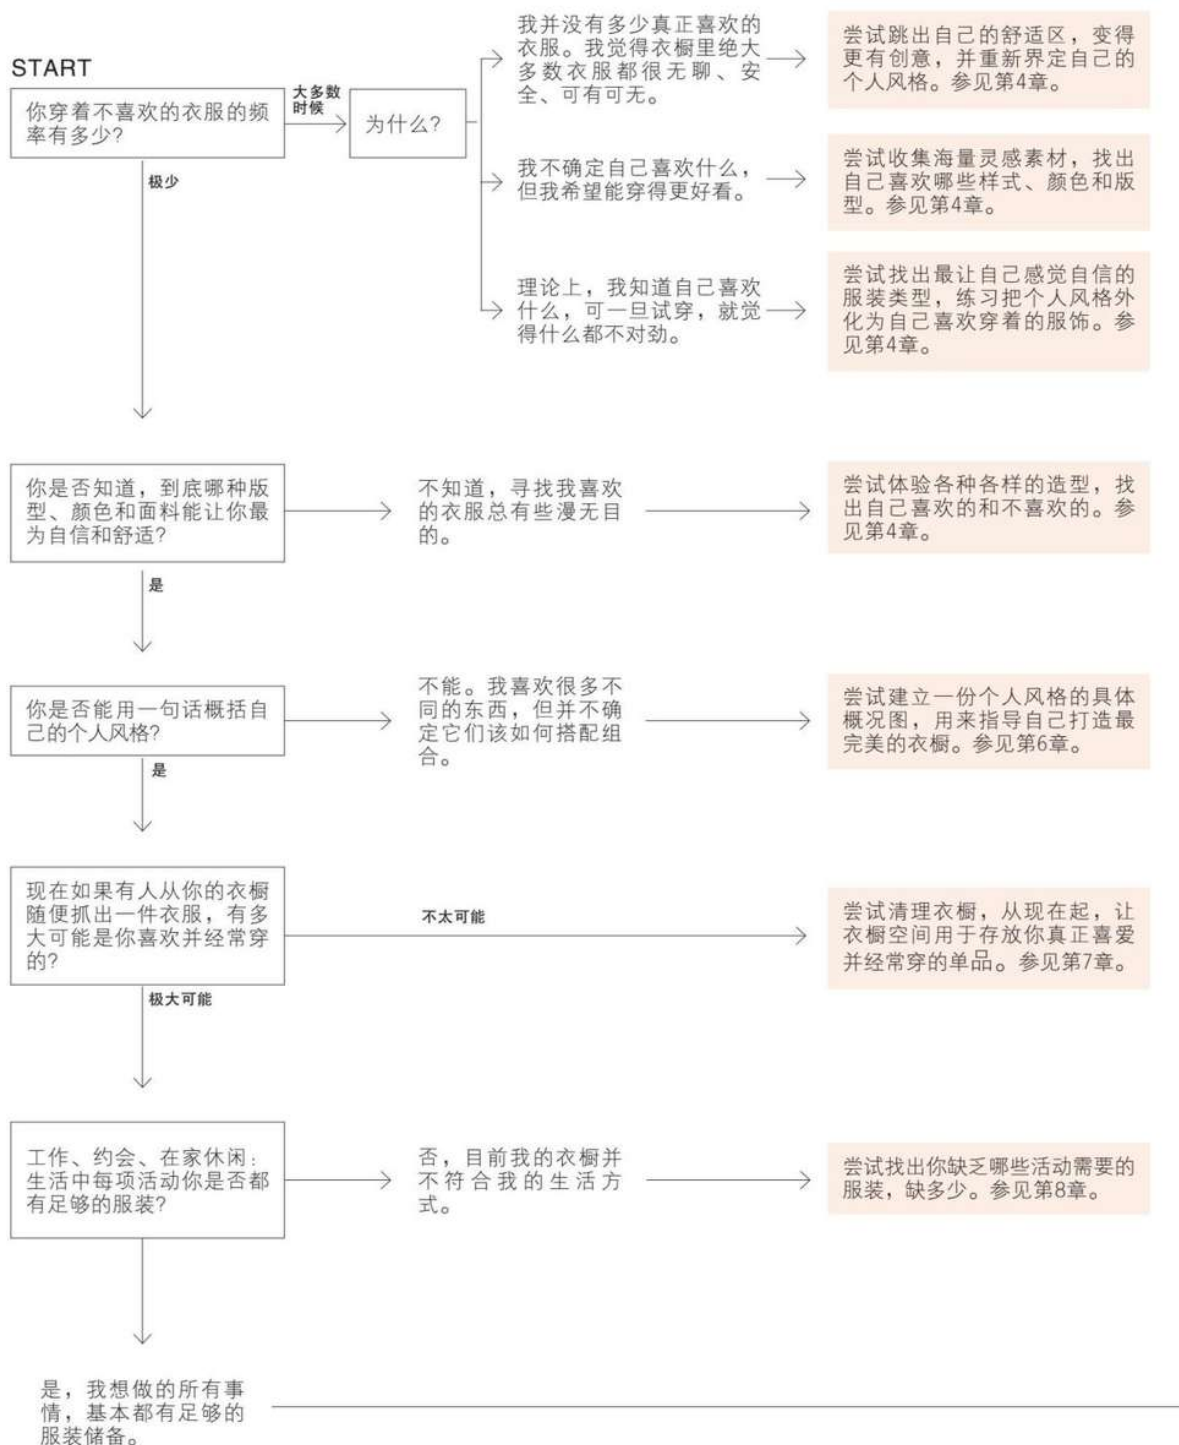 START
你穿着不喜欢的衣服的频
率有多少？
大多数
时候
为什么？
我并没有多少真正喜欢的
衣服。我觉得衣橱里绝大
多数衣服都很无聊、安
全、可有可无。
尝试跳出自己的舒适区，变得
更有创意，并重新界定自己的
个人风格。参见第4章。
我不确定自己喜欢什么，
但我希望能穿得更好看。
尝试收集海量灵感素材，找出
自己喜欢哪些样式、颜色和版
型。参见第4章。
理论上，我知道自己喜欢
什么，可一旦试穿，就觉
得什么都不对劲。
尝试找出最让自己感觉自信的
服装类型，练习把个人风格外
化为自己喜欢穿着的服饰。参
见第4章。
极少
你是否知道，到底哪种版
型、颜色和面料能让你最
为自信和舒适？
不知道，寻找我喜欢
的衣服总有些漫无目
的。
尝试体验各种各样的造型，找
出自己喜欢的和不喜欢的。参
见第4章。
是
你是否能用一句话概括自
己的个人风格？
不能。我喜欢很多不
同的东西，但并不确
定它们该如何搭配组
合。
尝试建立一份个人风格的具体
概况图，用来指导自己打造最
完美的衣橱。参见第6章。
是
现在如果有人从你的衣橱
随便抓出一件衣服，有多
大可能是你喜欢并经常穿
的？
不太可能
尝试清理衣橱，从现在起，让
衣橱空间用于存放你真正喜爱
并经常穿的单品。参见第7章。
极大可能
工作、约会、在家休闲：
生活中每项活动你是否都
有足够的服装？
否，目前我的衣橱并
不符合我的生活方
式。
尝试找出你缺乏哪些活动需要的
服装，缺多少。参见第8章。
是，我想做的所有事
情，基本都有足够的
服装储备。